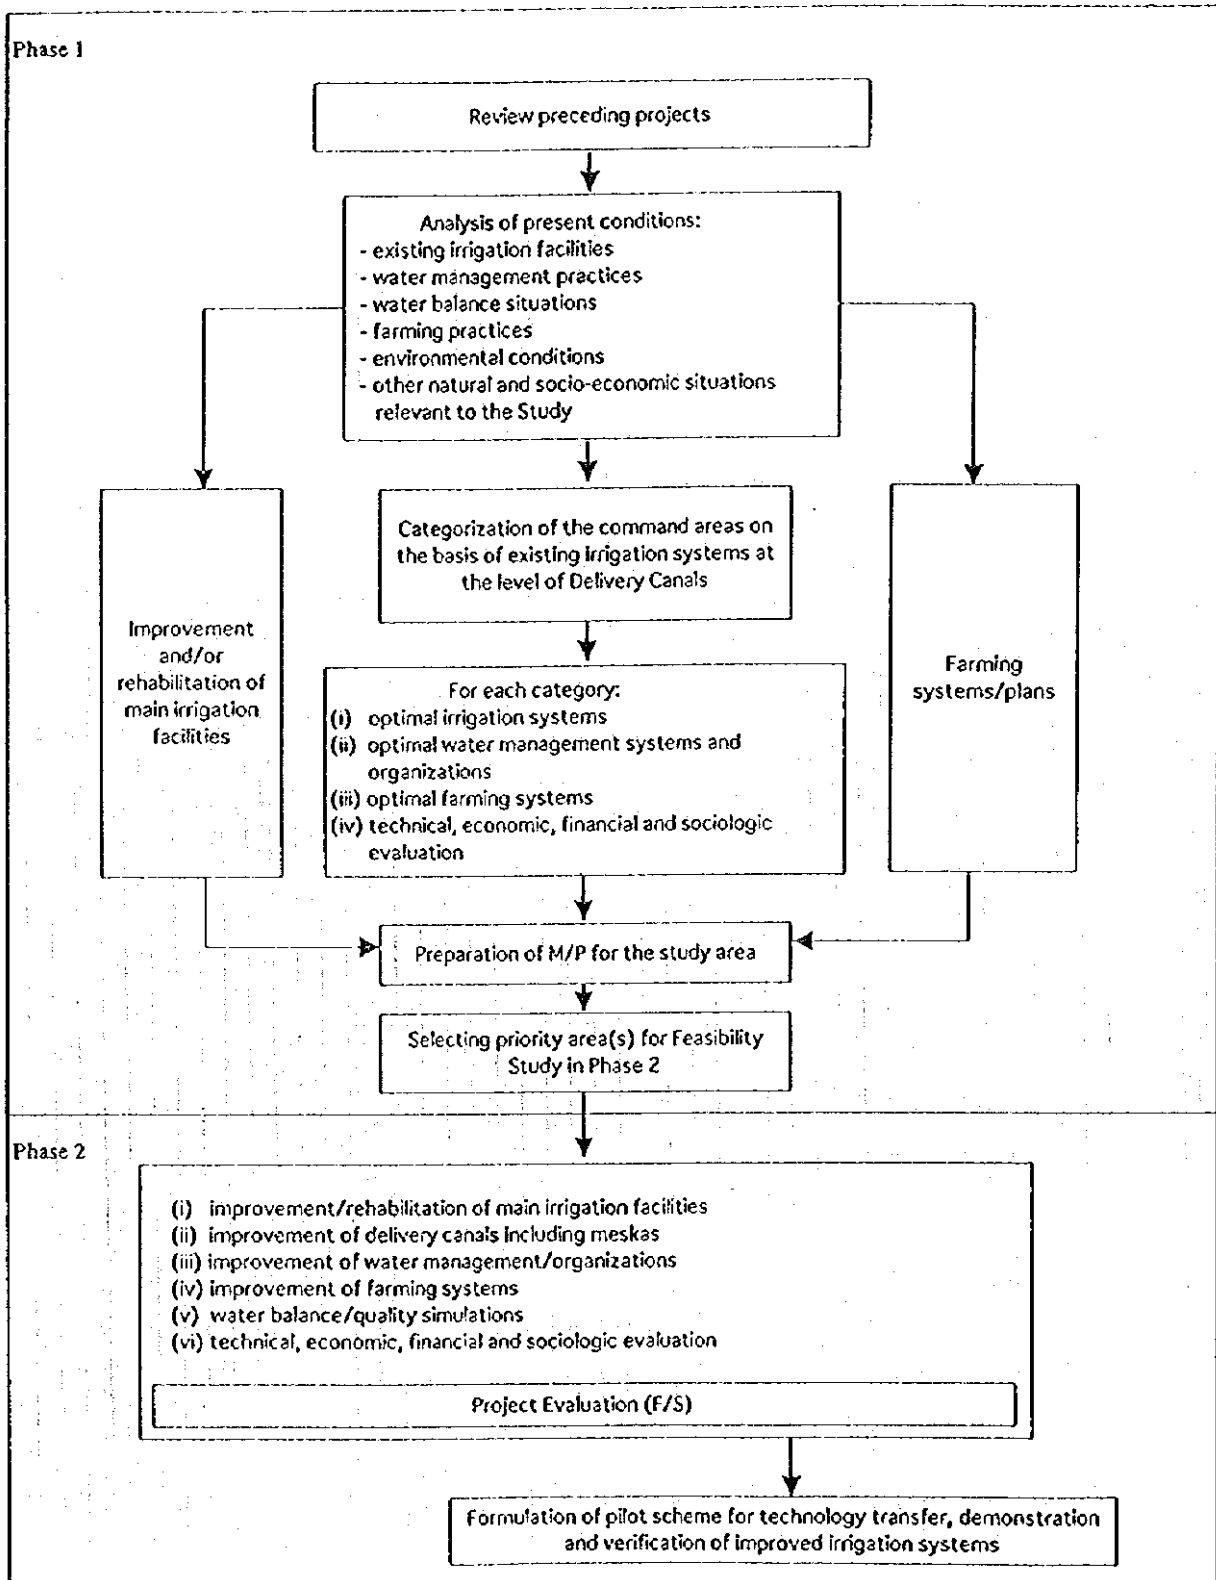 Phase 1
Review preceding projects
Analysis of present conditions:
- existing irrigation facilities
- water management practices
- water balance situations
- farming practices
- environmental conditions
- other natural and socio-economic situations
relevant to the Study
Improvement
and/or
rehabilitation of
main irrigation
facilities
Categorization of the command areas on
the basis of existing irrigation systems at
the level of Delivery Canals
For each category:
(i) optimal irrigation systems
(ii) optimal water management systems and
organizations
(iii) optimal farming systems
(iv) technical, economic, financial and sociologic
evaluation
Farming
systems/plans
Preparation of M/P for the study area
Selecting priority area(s) for Feasibility
Study in Phase 2
Phase 2
(i) improvement/rehabilitation of main irrigation facilities
(ii) improvement of delivery canals including meskas
(iii) improvement of water management/organizations
(iv) improvement of farming systems
(v) water balance/quality simulations
(vi) technical, economic, financial and sociologic evaluation
Project Evaluation (F/S)
Formulation of pilot scheme for technology transfer, demonstration
and verification of improved irrigation systems